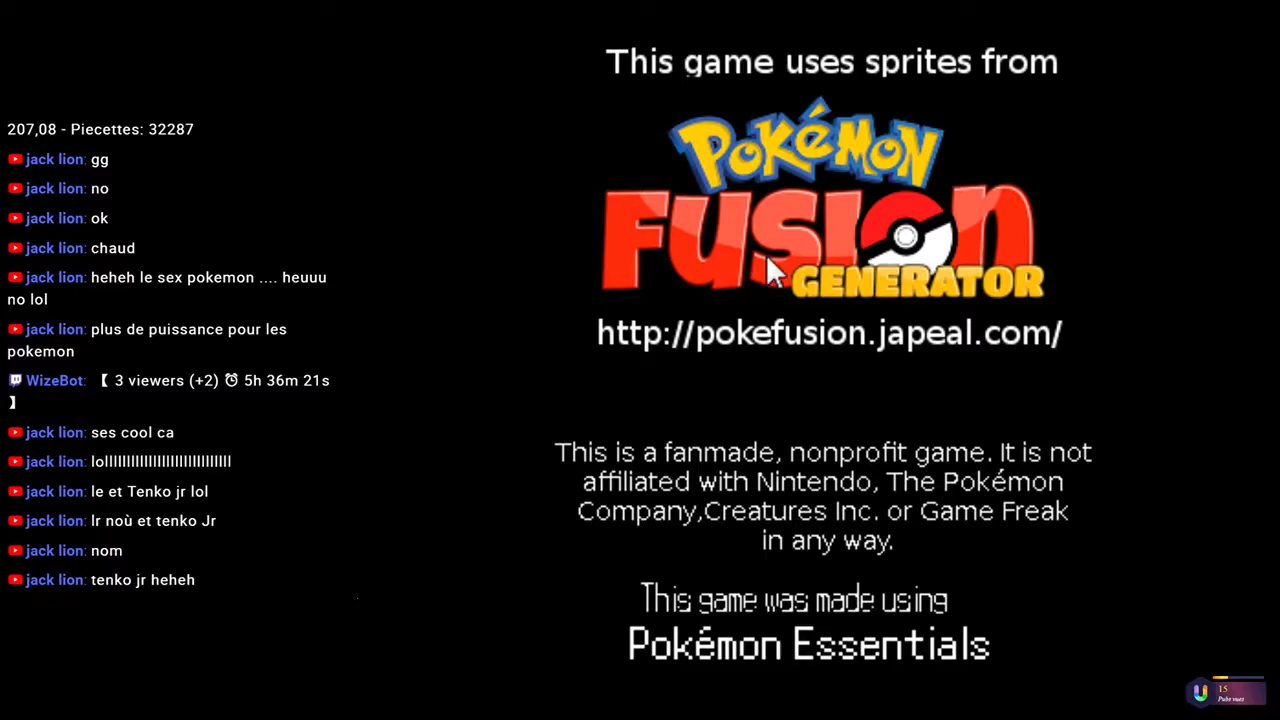 207,08 - Piecettes: 32287
jack lion: gg
jack lion: no
jack lion: ok
jack lion: chaud
jack lion: heheh le sex pokemon .... heuuu
no lol
jack lion: plus de puissance pour les
pokemon
WizeBot: 【 3 viewers (+2) ⏰ 5h 36m 21s
】
jack lion: ses cool ca
jack lion: lolllllllllllllllllllllllllllll
jack lion: le et Tenko jr lol
jack lion: lr noù et tenko Jr
jack lion: nom
jack lion: tenko jr heheh
This game uses sprites from
POKéMON
FUSION
GENERATOR
http://pokefusion.japeal.com/
This is a fanmade, nonprofit game. It is not
affiliated with Nintendo, The Pokémon
Company,Creatures Inc. or Game Freak
in any way.
This game was made using
Pokémon Essentials
15
Pubs vues